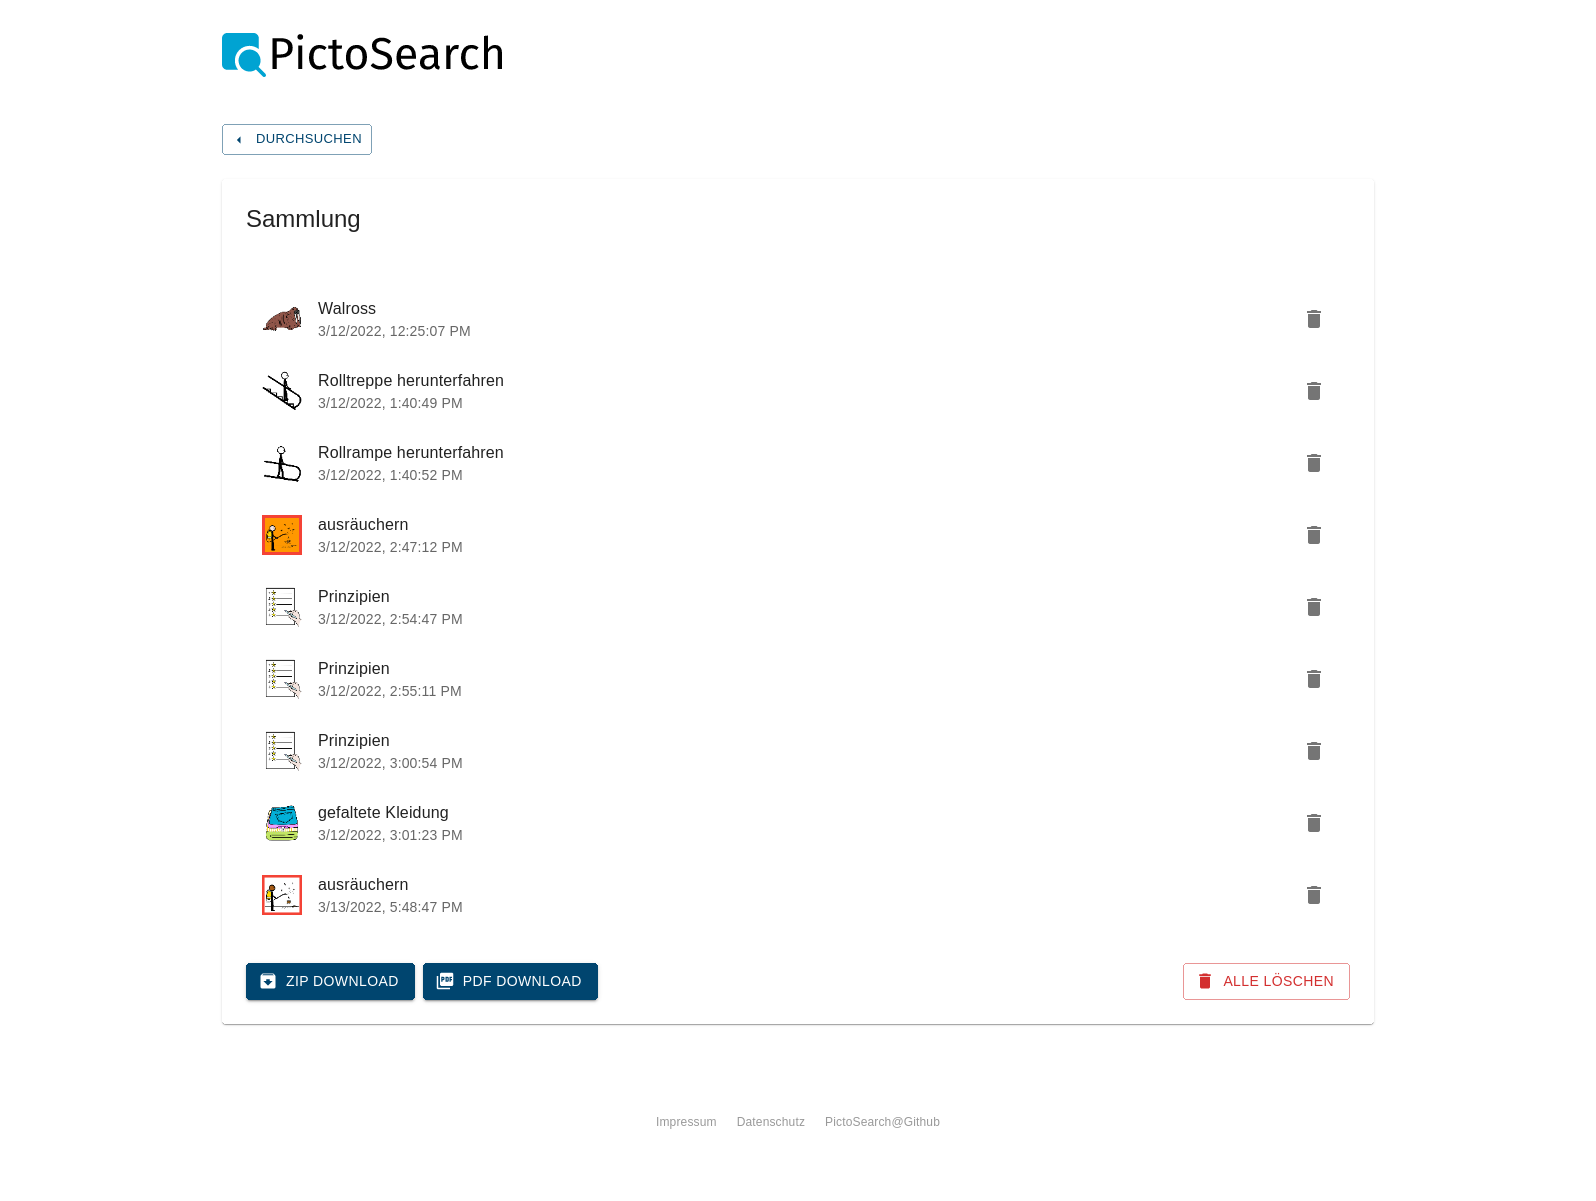 PictoSearch
DURCHSUCHEN
Sammlung
Walross
3/12/2022, 12:25:07 PM
Rolltreppe herunterfahren
3/12/2022, 1:40:49 PM
Rollrampe herunterfahren
3/12/2022, 1:40:52 PM
ausräuchern
3/12/2022, 2:47:12 PM
Prinzipien
3/12/2022, 2:54:47 PM
Prinzipien
3/12/2022, 2:55:11 PM
Prinzipien
3/12/2022, 3:00:54 PM
gefaltete Kleidung
3/12/2022, 3:01:23 PM
ausräuchern
3/13/2022, 5:48:47 PM
ZIP DOWNLOAD PDF PDF DOWNLOAD ALLE LÖSCHEN
Impressum Datenschutz PictoSearch@Github